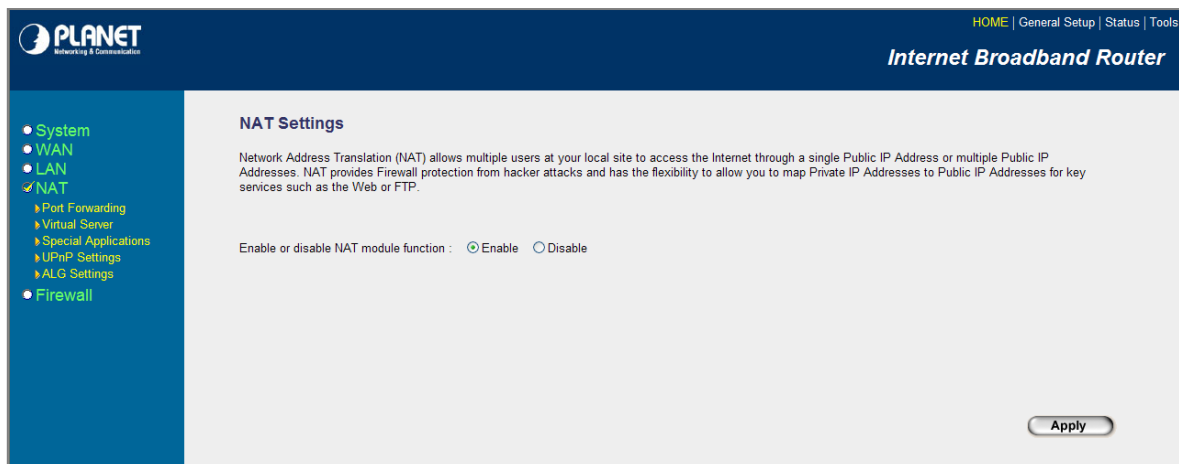 PLANET
Networking & Communication
HOME | General Setup | Status | Tools
Internet Broadband Router
System
WAN
LAN
NAT
Port Forwarding
Virtual Server
Special Applications
UPnP Settings
ALG Settings
Firewall
NAT Settings
Network Address Translation (NAT) allows multiple users at your local site to access the Internet through a single Public IP Address or multiple Public IP
Addresses. NAT provides Firewall protection from hacker attacks and has the flexibility to allow you to map Private IP Addresses to Public IP Addresses for key
services such as the Web or FTP.
Enable or disable NAT module function : Enable Disable
Apply